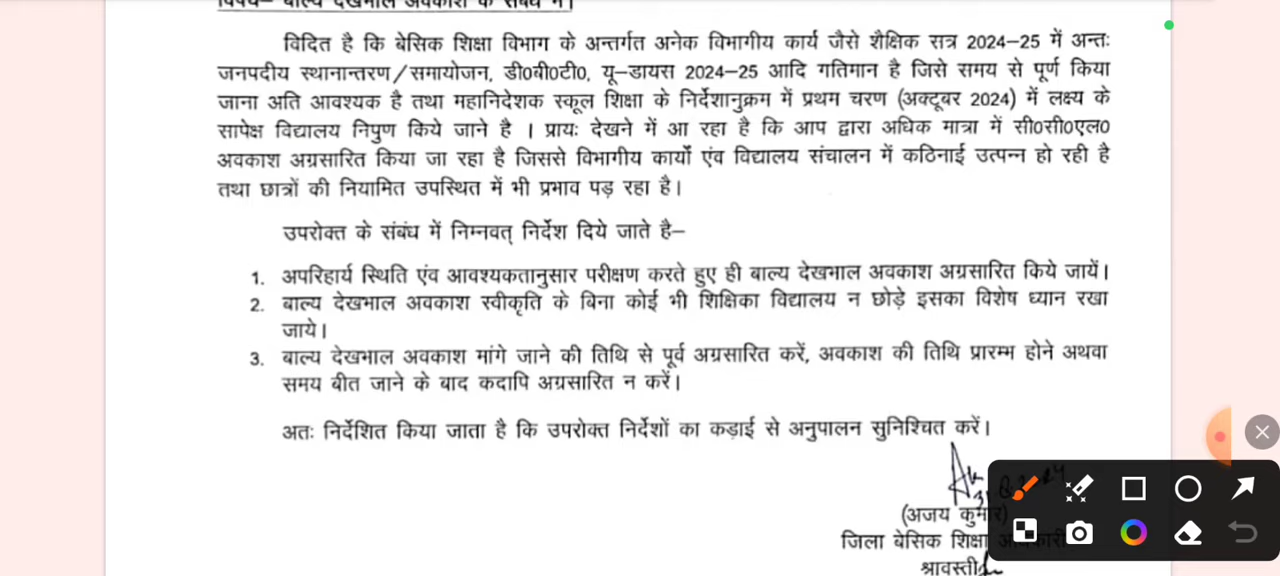 विषय– बाल्य देखभाल अवकाश के संबंध में।
विदित है कि बेसिक शिक्षा विभाग के अन्तर्गत अनेक विभागीय कार्य जैसे शैक्षिक सत्र 2024–25 में अन्तः
जनपदीय स्थानान्तरण/समायोजन, डी0बी0टी0, यू–डायस 2024–25 आदि गतिमान है जिसे समय से पूर्ण किया
जाना अति आवश्यक है तथा महानिदेशक स्कूल शिक्षा के निर्देशानुक्रम में प्रथम चरण (अक्टूबर 2024) में लक्ष्य के
सापेक्ष विद्यालय निपुण किये जाने है । प्रायः देखने में आ रहा है कि आप द्वारा अधिक मात्रा में सी0सी0एल0
अवकाश अग्रसारित किया जा रहा है जिससे विभागीय कार्यों एंव विद्यालय संचालन में कठिनाई उत्पन्न हो रही है
तथा छात्रों की नियामित उपस्थित में भी प्रभाव पड़ रहा है।
उपरोक्त के संबंध में निम्नवत् निर्देश दिये जाते है–
1. अपरिहार्य स्थिति एंव आवश्यकतानुसार परीक्षण करते हुए ही बाल्य देखभाल अवकाश अग्रसारित किये जायें।
2. बाल्य देखभाल अवकाश स्वीकृति के बिना कोई भी शिक्षिका विद्यालय न छोड़े इसका विशेष ध्यान रखा
जाये।
3. बाल्य देखभाल अवकाश मांगे जाने की तिथि से पूर्व अग्रसारित करें, अवकाश की तिथि प्रारम्भ होने अथवा
समय बीत जाने के बाद कदापि अग्रसारित न करें।
अतः निर्देशित किया जाता है कि उपरोक्त निर्देशों का कड़ाई से अनुपालन सुनिश्चित करें।
(अजय कुमार)
जिला बेसिक शिक्षा अधिकारी
श्रावस्ती